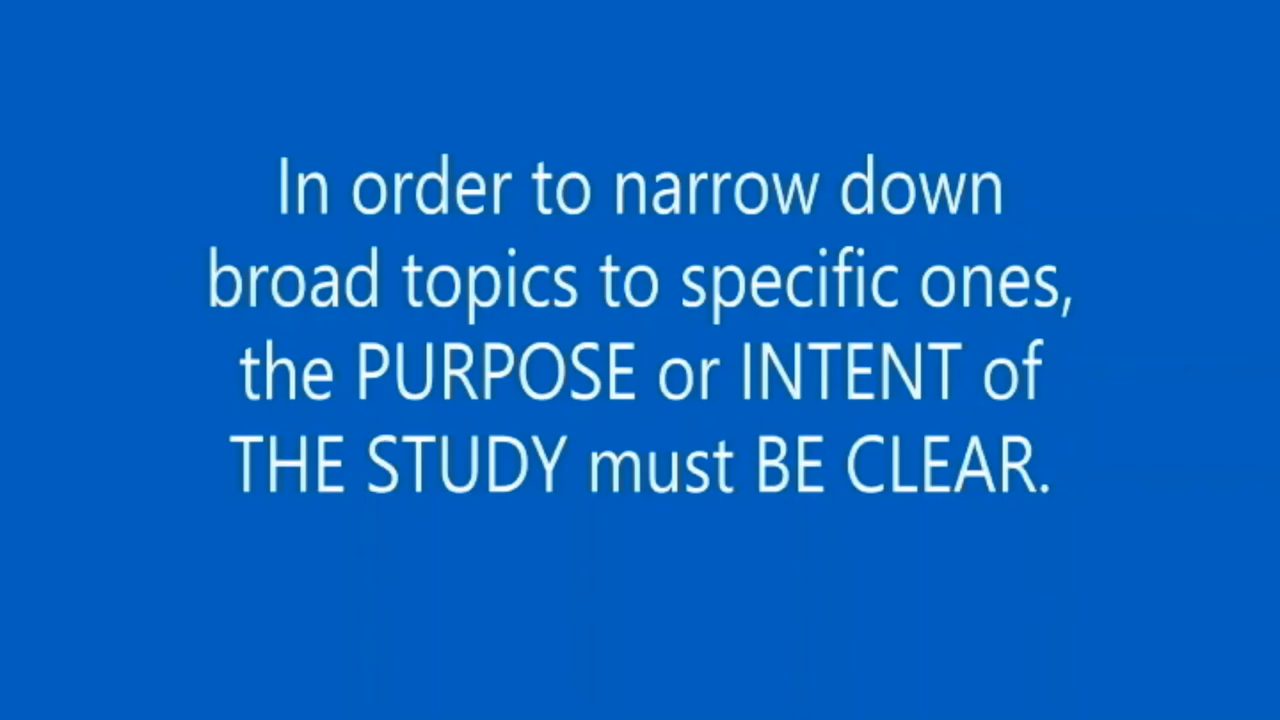 In order to narrow down
broad topics to specific ones,
the PURPOSE or INTENT of
THE STUDY must BE CLEAR.